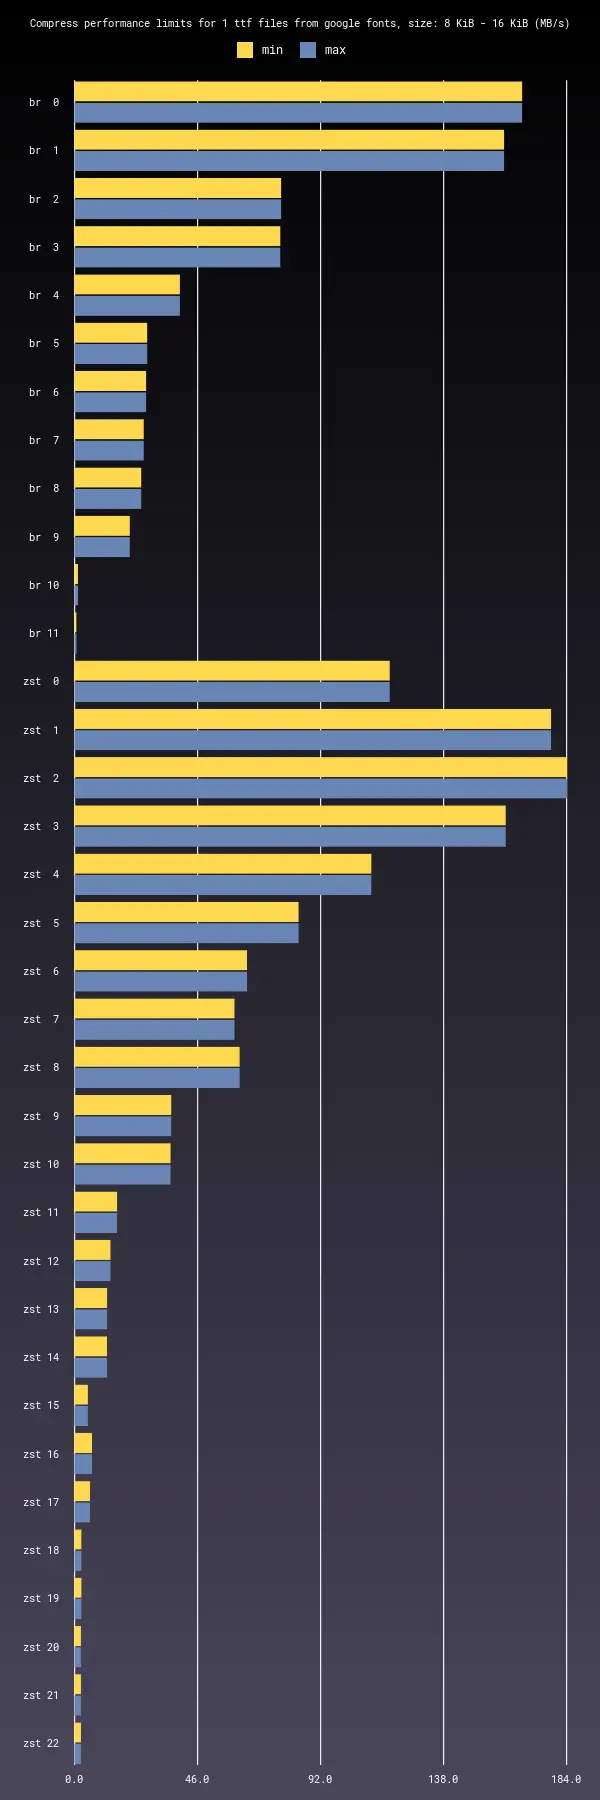 Compress performance limits for 1 ttf files from google fonts, size: 8 KiB - 16 KiB (MB/s)
min max
br 0
br 1
br 2
br 3
br 4
br 5
br 6
br 7
br 8
br 9
br 10
br 11
zst 0
zst 1
zst 2
zst 3
zst 4
zst 5
zst 6
zst 7
zst 8
zst 9
zst 10
zst 11
zst 12
zst 13
zst 14
zst 15
zst 16
zst 17
zst 18
zst 19
zst 20
zst 21
zst 22
0.0 46.0 92.0 138.0 184.0